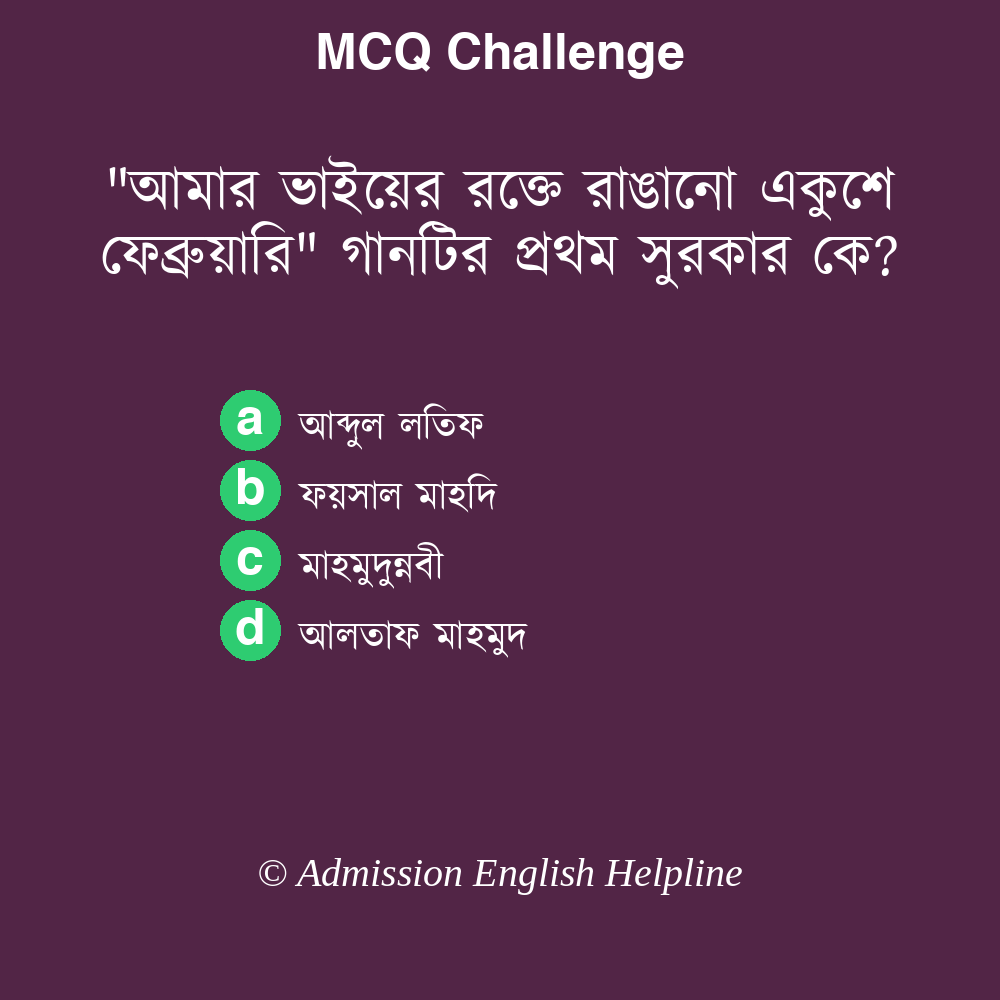 MCQ Challenge
"আমার ভাইয়ের রক্তে রাঙানো একুশে
ফেব্রুয়ারি" গানটির প্রথম সুরকার কে?
a আব্দুল লতিফ
b ফয়সাল মাহদি
c মাহমুদুন্নবী
d আলতাফ মাহমুদ
© Admission English Helpline